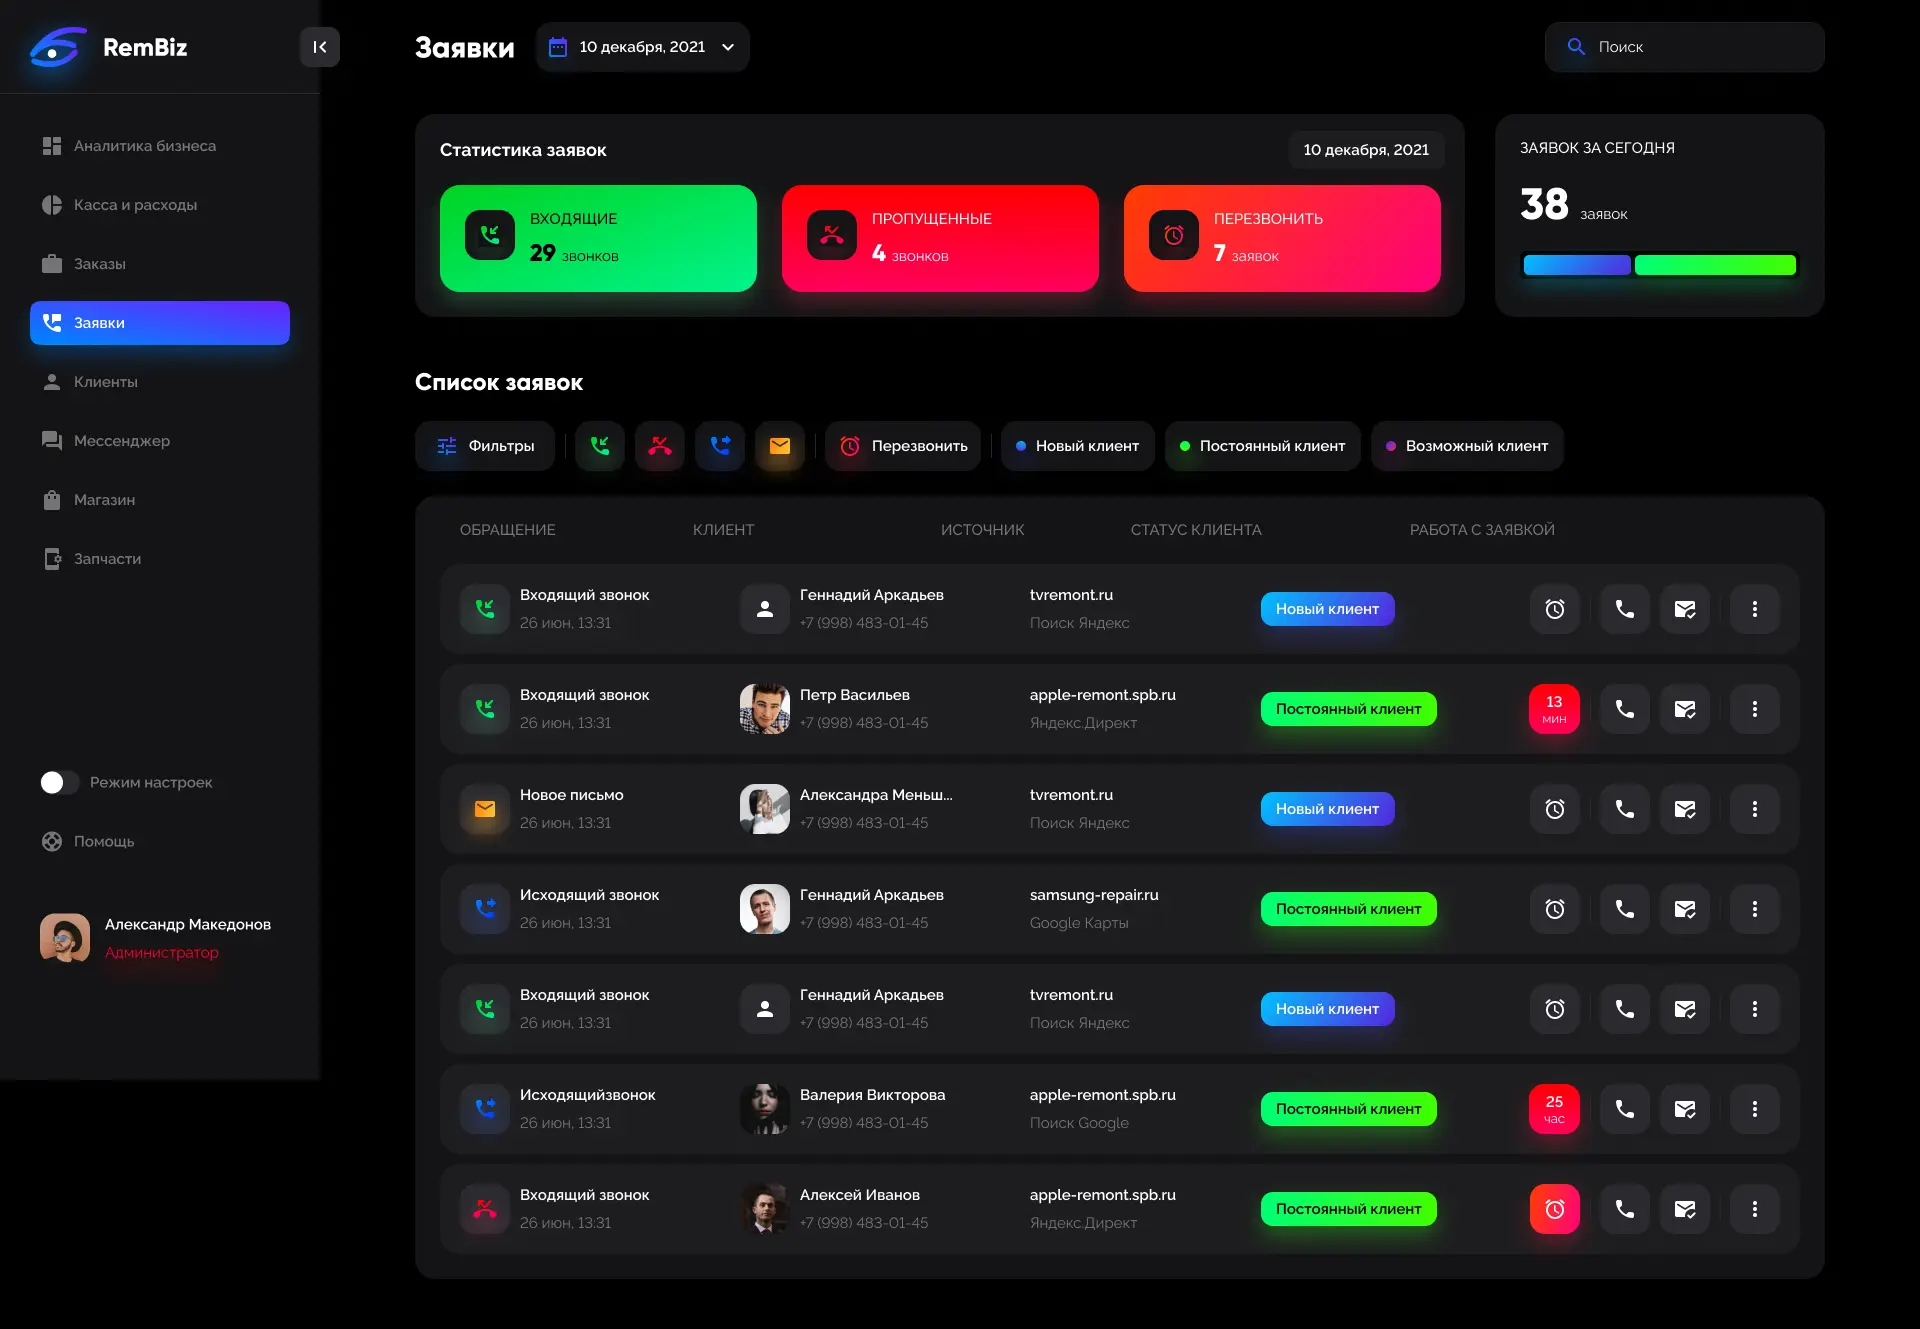 RemBiz
Аналитика бизнеса
Касса и расходы
Заказы
Заявки
Клиенты
Мессенджер
Магазин
Запчасти
Режим настроек
Помощь
Александр Македонов
Администратор
Заявки
10 декабря, 2021
Поиск
Статистика заявок
10 декабря, 2021
ВХОДЯЩИЕ
29 звонков
ПРОПУЩЕННЫЕ
4 звонков
ПЕРЕЗВОНИТЬ
7 заявок
ЗАЯВОК ЗА СЕГОДНЯ
38 заявок
Список заявок
Фильтры
Перезвонить
Новый клиент
Постоянный клиент
Возможный клиент
ОБРАЩЕНИЕ КЛИЕНТ ИСТОЧНИК СТАТУС КЛИЕНТА РАБОТА С ЗАЯВКОЙ
Входящий звонок
26 июн, 13:31
Геннадий Аркадьев
+7 (998) 483-01-45
tvremont.ru
Поиск Яндекс
Новый клиент
Входящий звонок
26 июн, 13:31
Петр Васильев
+7 (998) 483-01-45
apple-remont.spb.ru
Яндекс.Директ
Постоянный клиент
13
мин
Новое письмо
26 июн, 13:31
Александра Меньш...
+7 (998) 483-01-45
tvremont.ru
Поиск Яндекс
Новый клиент
Исходящий звонок
26 июн, 13:31
Геннадий Аркадьев
+7 (998) 483-01-45
samsung-repair.ru
Google Карты
Постоянный клиент
Входящий звонок
26 июн, 13:31
Геннадий Аркадьев
+7 (998) 483-01-45
tvremont.ru
Поиск Яндекс
Новый клиент
Исходящийзвонок
26 июн, 13:31
Валерия Викторова
+7 (998) 483-01-45
apple-remont.spb.ru
Поиск Google
Постоянный клиент
25
час
Входящий звонок
26 июн, 13:31
Алексей Иванов
+7 (998) 483-01-45
apple-remont.spb.ru
Яндекс.Директ
Постоянный клиент